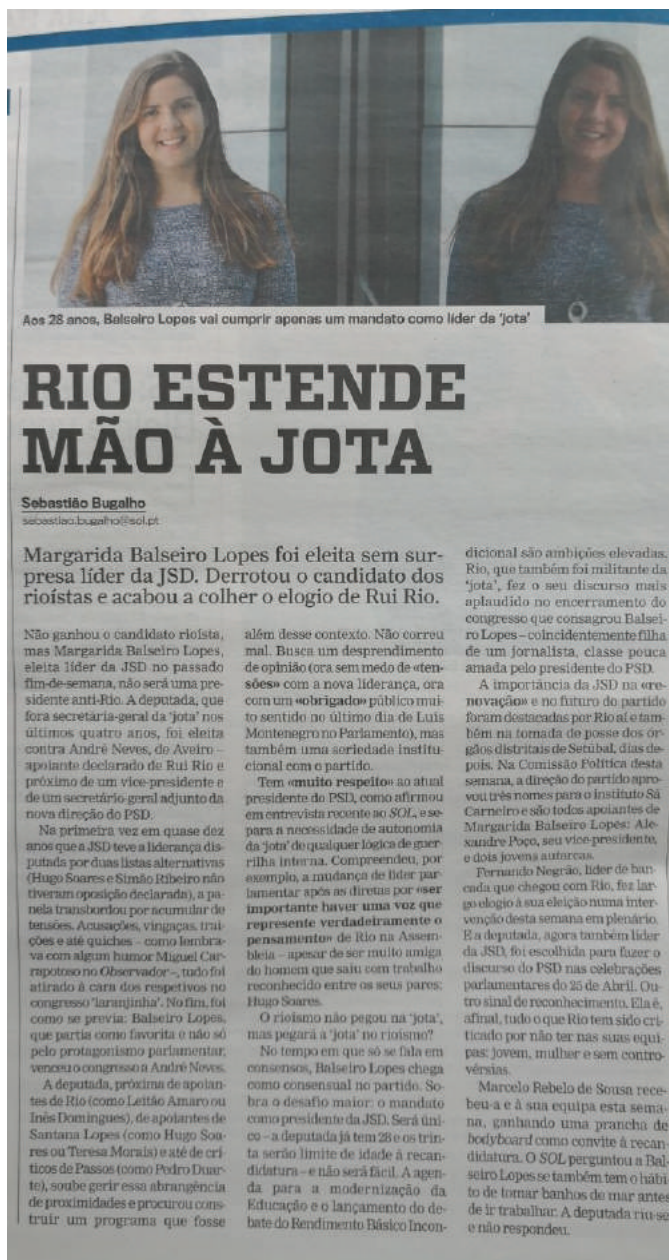 Aos 28 anos, Balseiro Lopes vai cumprir apenas um mandato como líder da ‘jota’
RIO ESTENDE
MÃO À JOTA
Sebastião Bugalho
sebastiao.bugalho@sol.pt
Margarida Balseiro Lopes foi eleita sem sur-
presa líder da JSD. Derrotou o candidato dos
rioístas e acabou a colher o elogio de Rui Rio.
Não ganhou o candidato rioísta,
mas Margarida Balseiro Lopes,
eleita líder da JSD no passado
fim-de-semana, não será uma pre-
sidente anti-Rio. A deputada, que
fora secretária-geral da ‘jota’ nos
últimos quatro anos, foi eleita
contra André Neves, de Aveiro –
apoiante declarado de Rui Rio e
próximo de um vice-presidente e
de um secretário-geral adjunto da
nova direção do PSD.
Na primeira vez em quase dez
anos que a JSD teve a liderança dis-
putada por duas listas alternativas
(Hugo Soares e Simão Ribeiro não
tiveram oposição declarada), a pa-
nela transbordou por acumular de
tensões. Acusações, vingaças, trai-
ções e até quiches – como lembra-
va com algum humor Miguel Car-
rapatoso no Observador –, tudo foi
atirado à cara dos respetivos no
congresso ‘laranjinha’. No fim, foi
como se previa: Balseiro Lopes,
que partia como favorita e não só
pelo protagonismo parlamentar,
venceu o congresso a André Neves.
A deputada, próxima de apoian-
tes de Rio (como Leitão Amaro ou
Inês Domingues), de apoiantes de
Santana Lopes (como Hugo Soa-
res ou Teresa Morais) e até de crí-
ticos de Passos (como Pedro Duar-
te), soube gerir essa abrangência
de proximidades e procurou cons-
truir um programa que fosse
além desse contexto. Não correu
mal. Busca um desprendimento
de opinião (ora sem medo de «ten-
sões» com a nova liderança, ora
com um «obrigado» público mui-
to sentido no último dia de Luís
Montenegro no Parlamento), mas
também uma seriedade institu-
cional com o partido.
Tem «muito respeito» ao atual
presidente do PSD, como afirmou
em entrevista recente ao SOL, e se-
para a necessidade de autonomia
da ‘jota’ de qualquer lógica de guer-
rilha interna. Compreendeu, por
exemplo, a mudança de líder par-
lamentar após as diretas por «ser
importante haver uma voz que
represente verdadeiramente o
pensamento» de Rio na Assem-
bleia – apesar de ser muito amiga
do homem que saiu com trabalho
reconhecido entre os seus pares:
Hugo Soares.
O rioísmo não pegou na ‘jota’,
mas pegará a ‘jota’ no rioísmo?
No tempo em que só se fala em
consensos, Balseiro Lopes chega
como consensual no partido. So-
bra o desafio maior: o mandato
como presidente da JSD. Será úni-
co – a deputada já tem 28 e os trin-
ta serão limite de idade à recan-
didatura – e não será fácil. A agen-
da para a modernização da
Educação e o lançamento do de-
bate do Rendimento Básico Incon-
dicional são ambições elevadas.
Rio, que também foi militante da
‘jota’, fez o seu discurso mais
aplaudido no encerramento do
congresso que consagrou Balsei-
ro Lopes – coincidentemente filha
de um jornalista, classe pouca
amada pelo presidente do PSD.
A importância da JSD na «re-
novação» e no futuro do partido
foram destacadas por Rio aí e tam-
bém na tomada de posse dos ór-
gãos distritais de Setúbal, dias de-
pois. Na Comissão Política desta
semana, a direção do partido apro-
vou três nomes para o instituto Sá
Carneiro e são todos apoiantes de
Margarida Balseiro Lopes: Ale-
xandre Poço, seu vice-presidente,
e dois jovens autarcas.
Fernando Negrão, líder de ban-
cada que chegou com Rio, fez lar-
go elogio à sua eleição numa inter-
venção desta semana em plenário.
E a deputada, agora também líder
da JSD, foi escolhida para fazer o
discurso do PSD nas celebrações
parlamentares do 25 de Abril. Ou-
tro sinal de reconhecimento. Ela é,
afinal, tudo o que Rio tem sido cri-
ticado por não ter nas suas equi-
pas: jovem, mulher e sem contro-
vérsias.
Marcelo Rebelo de Sousa rece-
beu-a e à sua equipa esta sema-
na, ganhando uma prancha de
bodyboard como convite à recan-
didatura. O SOL perguntou a Bal-
seiro Lopes se também tem o hábi-
to de tomar banhos de mar antes
de ir trabalhar. A deputada riu-se
e não respondeu.